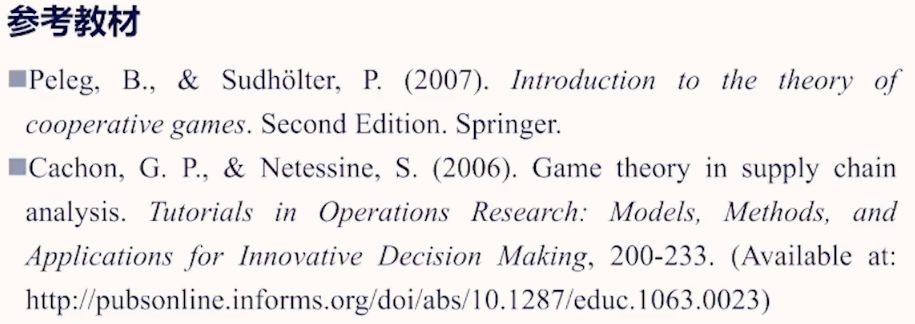 参考教材
■Peleg, B., & Sudhölter, P. (2007). Introduction to the theory of
cooperative games. Second Edition. Springer.
■Cachon, G. P., & Netessine, S. (2006). Game theory in supply chain
analysis. Tutorials in Operations Research: Models, Methods, and
Applications for Innovative Decision Making, 200-233. (Available at:
http://pubsonline.informs.org/doi/abs/10.1287/educ.1063.0023)